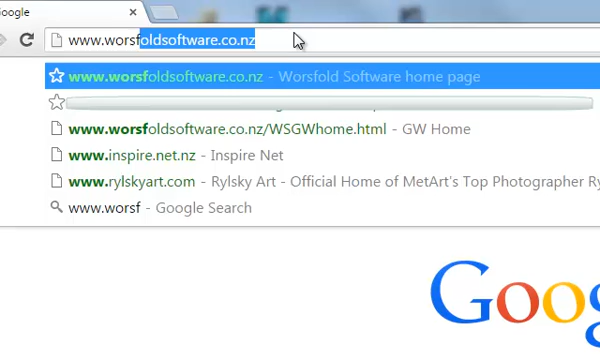 Google
www.worsfoldsoftware.co.nz
www.worsfoldsoftware.co.nz - Worsfold Software home page
www.worsfoldsoftware.co.nz/WSGWhome.html - GW Home
www.inspire.net.nz - Inspire Net
www.rylskyart.com - Rylsky Art - Official Home of MetArt's Top Photographer Ry
www.worsf - Google Search
Goog